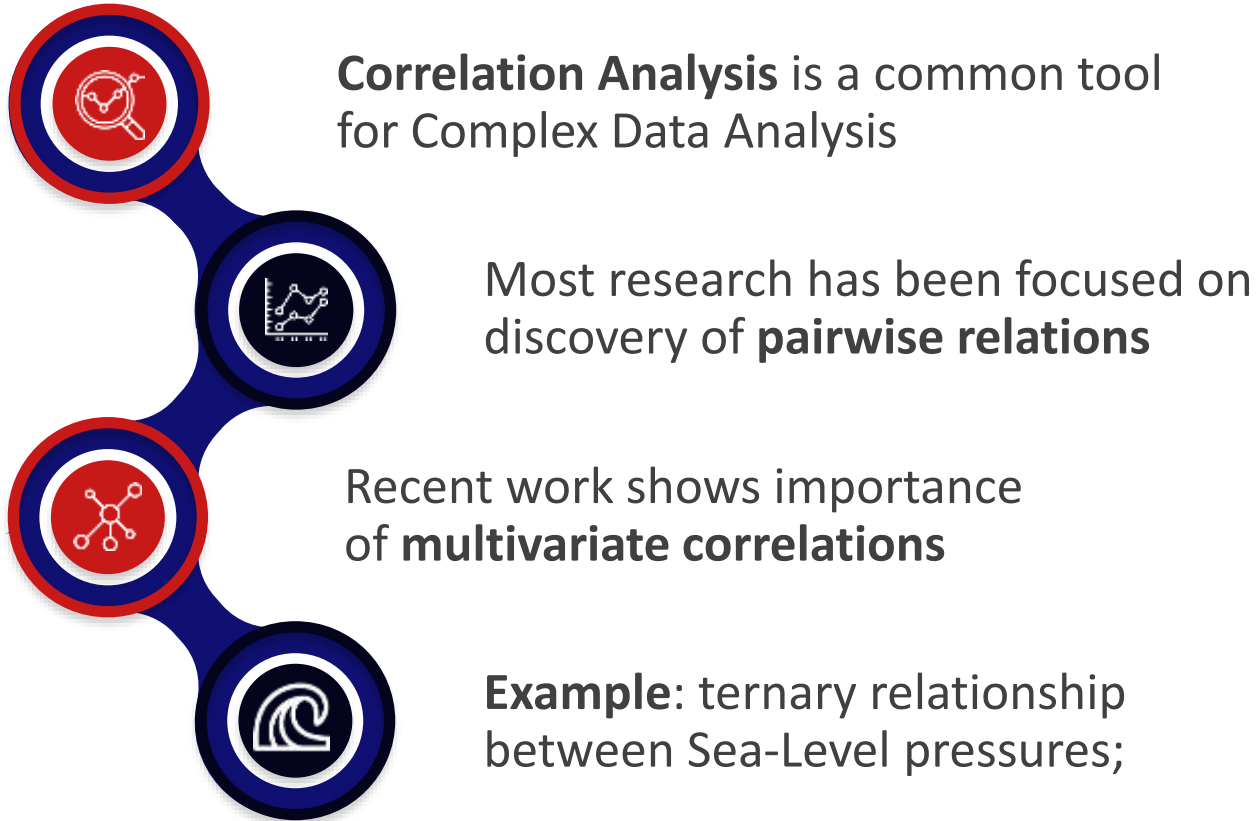 Correlation Analysis is a common tool
for Complex Data Analysis
Most research has been focused on
discovery of pairwise relations
Recent work shows importance
of multivariate correlations
Example: ternary relationship
between Sea-Level pressures;